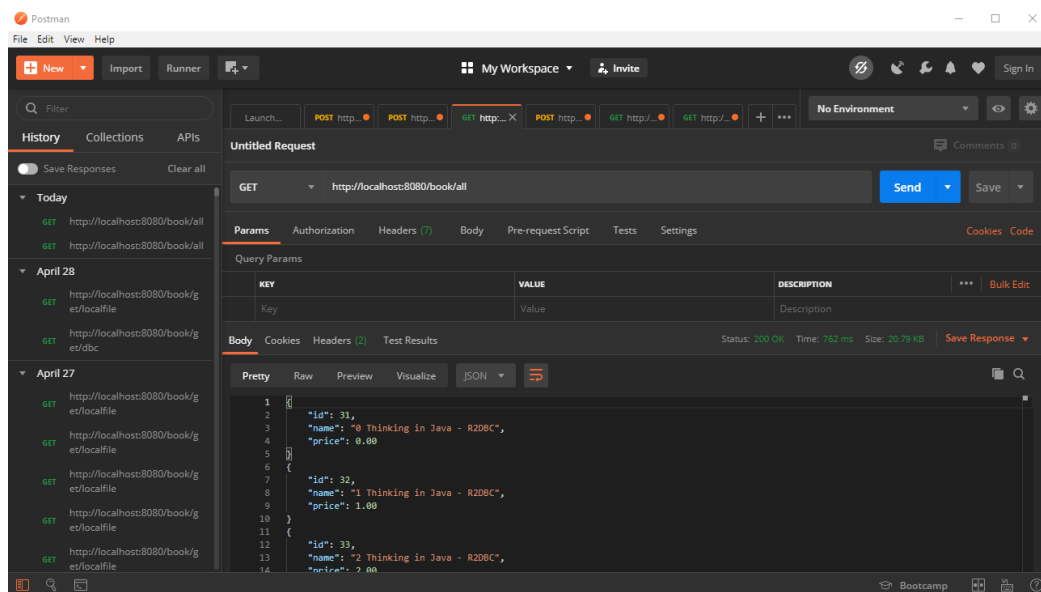 Postman
File Edit View Help
New Import Runner My Workspace Invite Sign In
Filter
History Collections APIs
Save Responses Clear all
Today
GET http://localhost:8080/book/all
GET http://localhost:8080/book/all
April 28
GET http://localhost:8080/book/g
et/localfile
GET http://localhost:8080/book/g
et/dbc
April 27
GET http://localhost:8080/book/g
et/localfile
GET http://localhost:8080/book/g
et/localfile
GET http://localhost:8080/book/g
et/localfile
GET http://localhost:8080/book/g
et/localfile
GET http://localhost:8080/book/g
et/localfile
Launch... POST http... POST http... GET http:... POST http... GET http:/... GET http:/... No Environment
Untitled Request Comments 0
GET http://localhost:8080/book/all Send Save
Params Authorization Headers (7) Body Pre-request Script Tests Settings Cookies Code
Query Params
KEY VALUE DESCRIPTION Bulk Edit
Key Value Description
Body Cookies Headers (2) Test Results Status: 200 OK Time: 762 ms Size: 20.79 KB Save Response
Pretty Raw Preview Visualize JSON
1 {
2 "id": 31,
3 "name": "0 Thinking in Java - R2DBC",
4 "price": 0.00
5 }
6 {
7 "id": 32,
8 "name": "1 Thinking in Java - R2DBC",
9 "price": 1.00
10 }
11 {
12 "id": 33,
13 "name": "2 Thinking in Java - R2DBC",
14 "price": 2.00
Bootcamp